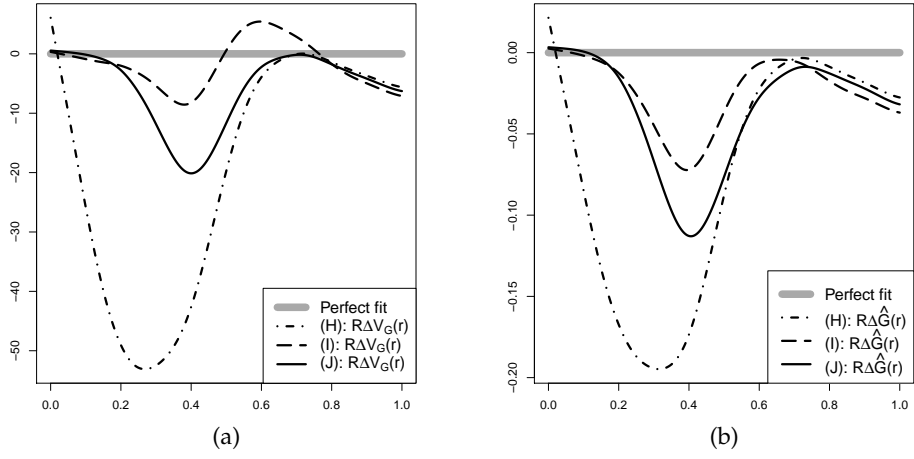 0
−10
−20
−30
−40
−50
0.0 0.2 0.4 0.6 0.8 1.0
Perfect fit
(H): RΔV_G(r)
(I): RΔV_G(r)
(J): RΔV_G(r)
(a)
0.00
−0.05
−0.10
−0.15
−0.20
0.0 0.2 0.4 0.6 0.8 1.0
Perfect fit
(H): RΔĜ(r)
(I): RΔĜ(r)
(J): RΔĜ(r)
(b)